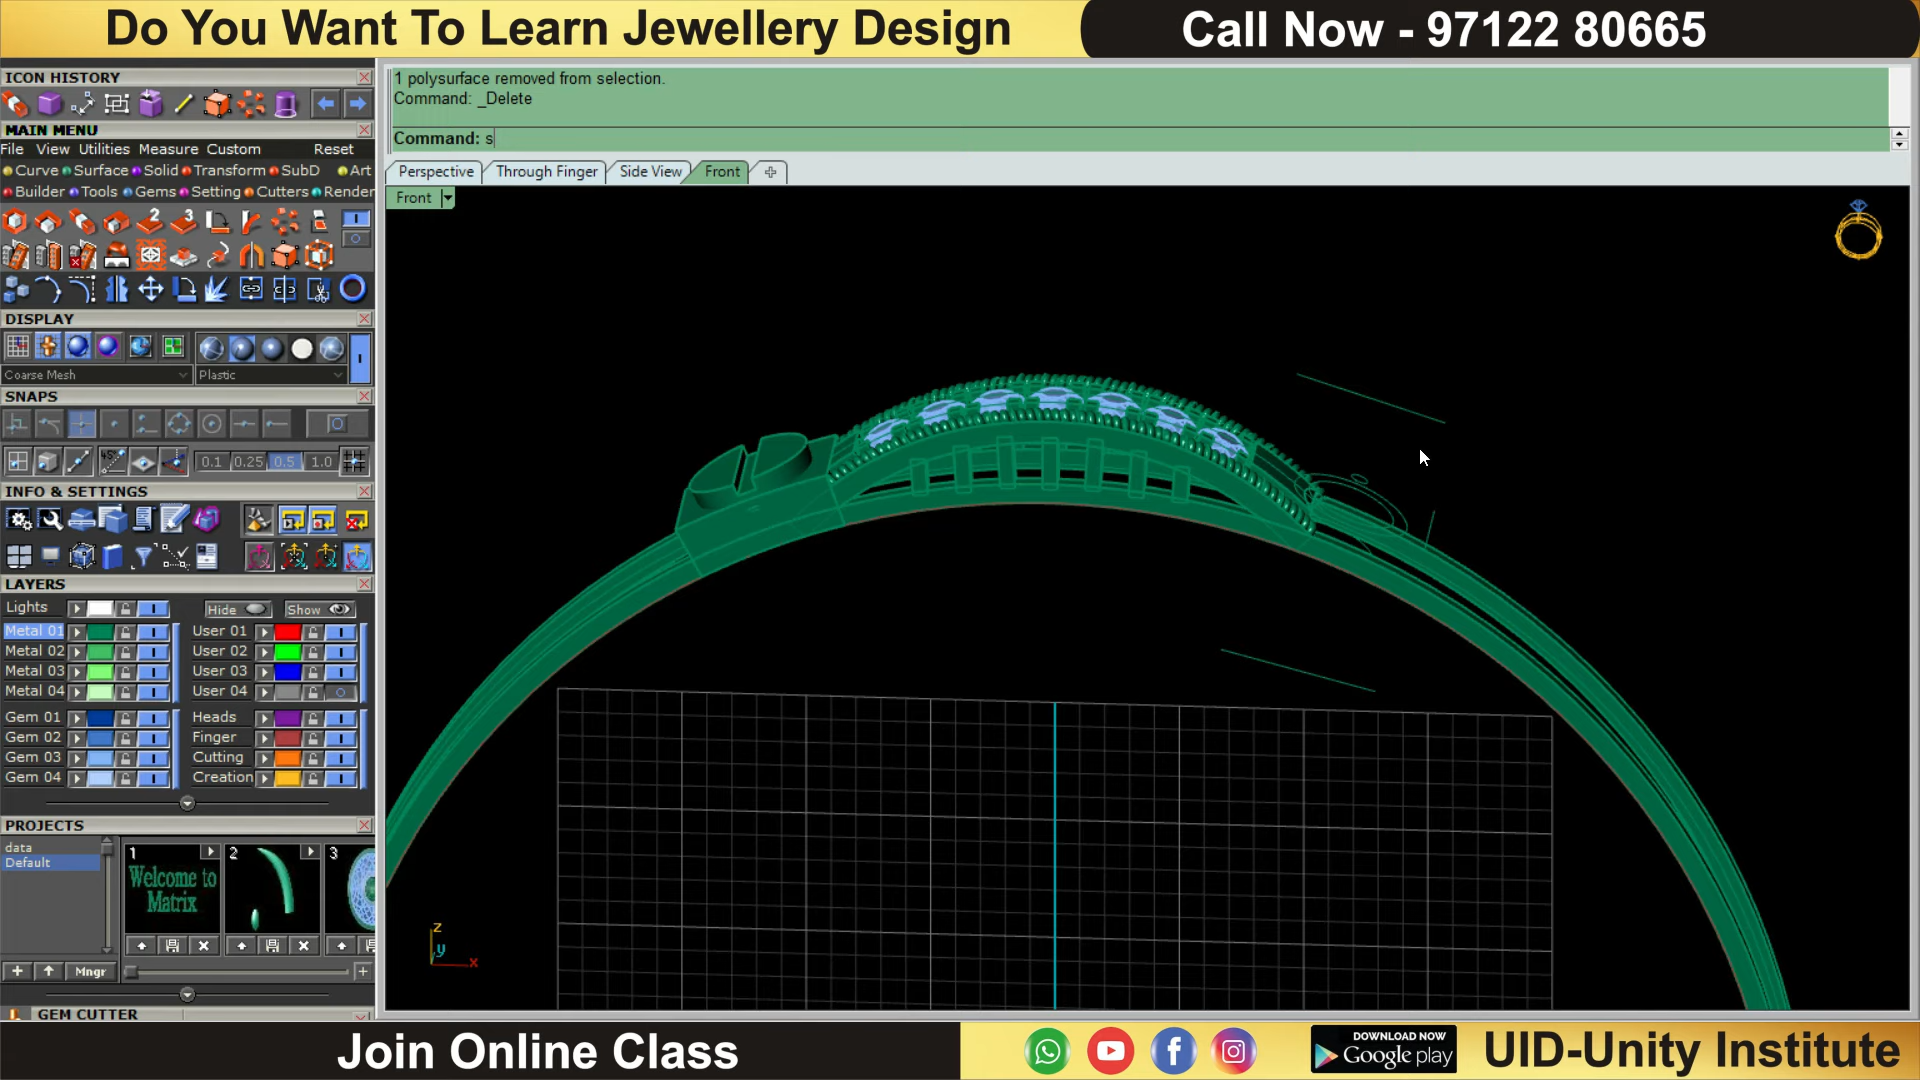 Do You Want To Learn Jewellery Design
Call Now - 97122 80665
ICON HISTORY
MAIN MENU
File View Utilities Measure Custom Reset
Curve Surface Solid Transform SubD Art
Builder Tools Gems Setting Cutters Render
2 3
DISPLAY
Coarse Mesh Plastic
SNAPS
0.1 0.25 0.5 1.0
INFO & SETTINGS
LAYERS
Lights Hide Show
Metal 01 User 01
Metal 02 User 02
Metal 03 User 03
Metal 04 User 04
Gem 01 Heads
Gem 02 Finger
Gem 03 Cutting
Gem 04 Creation
PROJECTS
data
Default
1 2 3
Welcome to
Matrix
Mngr
GEM CUTTER
1 polysurface removed from selection.
Command: _Delete
Command: s
Perspective Through Finger Side View Front
Front
z
y
x
Join Online Class
DOWNLOAD NOW
Google play
UID-Unity Institute